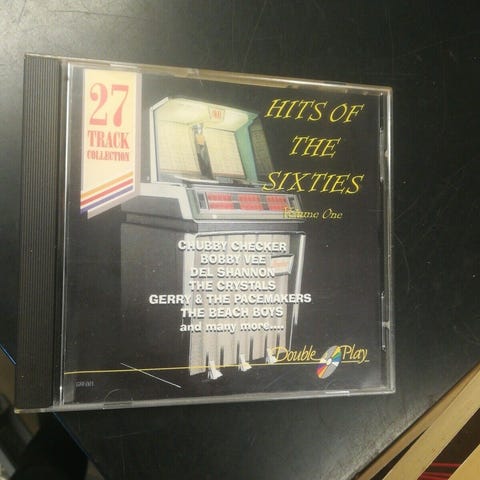 27
TRACK
COLLECTION
HITS OF
THE
SIXTIES
Volume One
CHUBBY CHECKER
BOBBY VEE
DEL SHANNON
THE CRYSTALS
GERRY & THE PACEMAKERS
THE BEACH BOYS
and many more....
Double Play